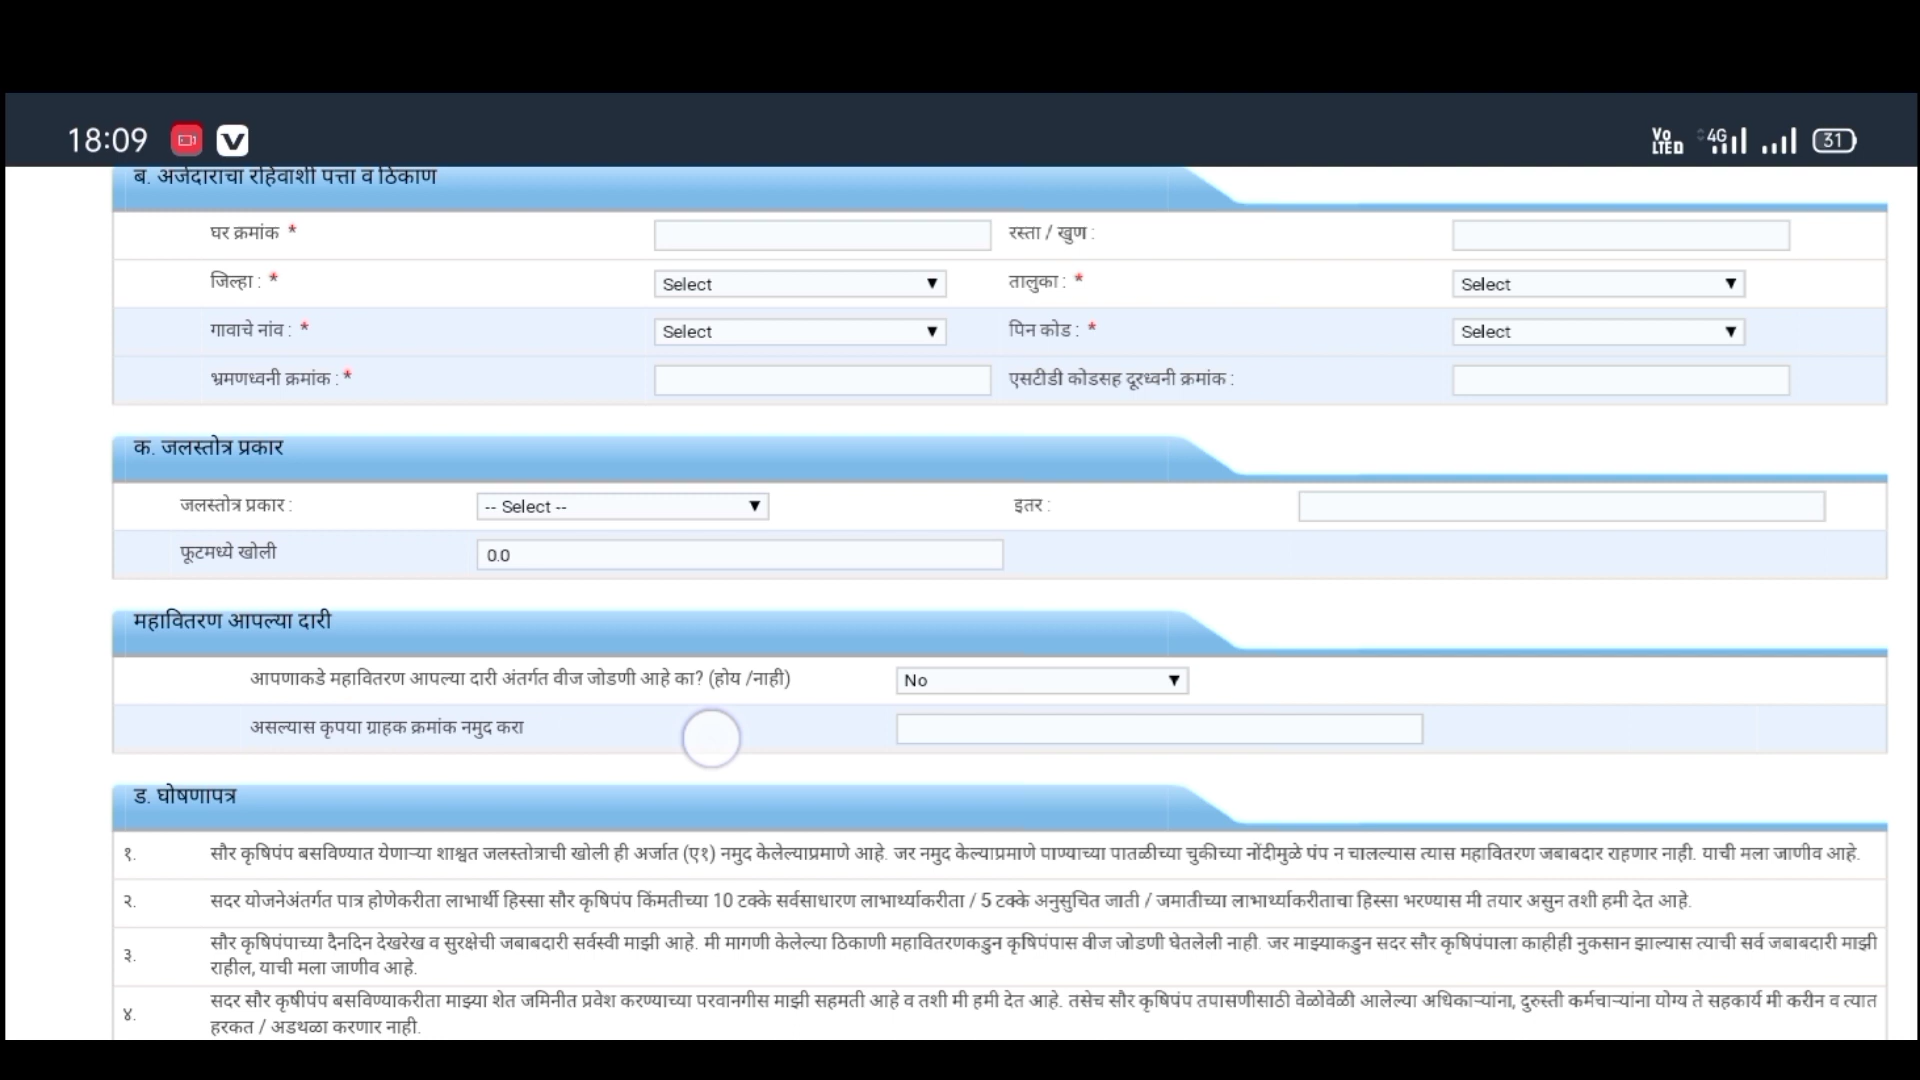 18:09 Vo LTE 4G 31
ब. अर्जदाराचा रहिवाशी पत्ता व ठिकाण
घर क्रमांक * रस्ता / खुण :
जिल्हा : * Select तालुका : * Select
गावाचे नांव : * Select पिन कोड : * Select
भ्रमणध्वनी क्रमांक : * एसटीडी कोडसह दूरध्वनी क्रमांक :
क. जलस्तोत्र प्रकार
जलस्तोत्र प्रकार : -- Select -- इतर :
फूटमध्ये खोली 0.0
महावितरण आपल्या दारी
आपणाकडे महावितरण आपल्या दारी अंतर्गत वीज जोडणी आहे का? (होय /नाही) No
असल्यास कृपया ग्राहक क्रमांक नमुद करा
ड. घोषणापत्र
१. सौर कृषिपंप बसविण्यात येणाऱ्या शाश्वत जलस्तोत्राची खोली ही अर्जात (ए१) नमुद केलेल्याप्रमाणे आहे. जर नमुद केल्याप्रमाणे पाण्याच्या पातळीच्या चुकीच्या नोंदीमुळे पंप न चालल्यास त्यास महावितरण जबाबदार राहणार नाही. याची मला जाणीव आहे.
२. सदर योजनेअंतर्गत पात्र होणेकरीता लाभार्थी हिस्सा सौर कृषिपंप किंमतीच्या 10 टक्के सर्वसाधारण लाभार्थ्याकरीता / 5 टक्के अनुसुचित जाती / जमातीच्या लाभार्थ्याकरीताचा हिस्सा भरण्यास मी तयार असुन तशी हमी देत आहे.
३. सौर कृषिपंपाच्या दैनदिन देखरेख व सुरक्षेची जबाबदारी सर्वस्वी माझी आहे. मी मागणी केलेल्या ठिकाणी महावितरणकडुन कृषिपंपास वीज जोडणी घेतलेली नाही. जर माझ्याकडुन सदर सौर कृषिपंपाला काहीही नुकसान झाल्यास त्याची सर्व जबाबदारी माझी
राहील, याची मला जाणीव आहे.
४. सदर सौर कृषीपंप बसविण्याकरीता माझ्या शेत जमिनीत प्रवेश करण्याच्या परवानगीस माझी सहमती आहे व तशी मी हमी देत आहे. तसेच सौर कृषिपंप तपासणीसाठी वेळोवेळी आलेल्या अधिकाऱ्यांना, दुरुस्ती कर्मचाऱ्यांना योग्य ते सहकार्य मी करीन व त्यात
हरकत / अडथळा करणार नाही.